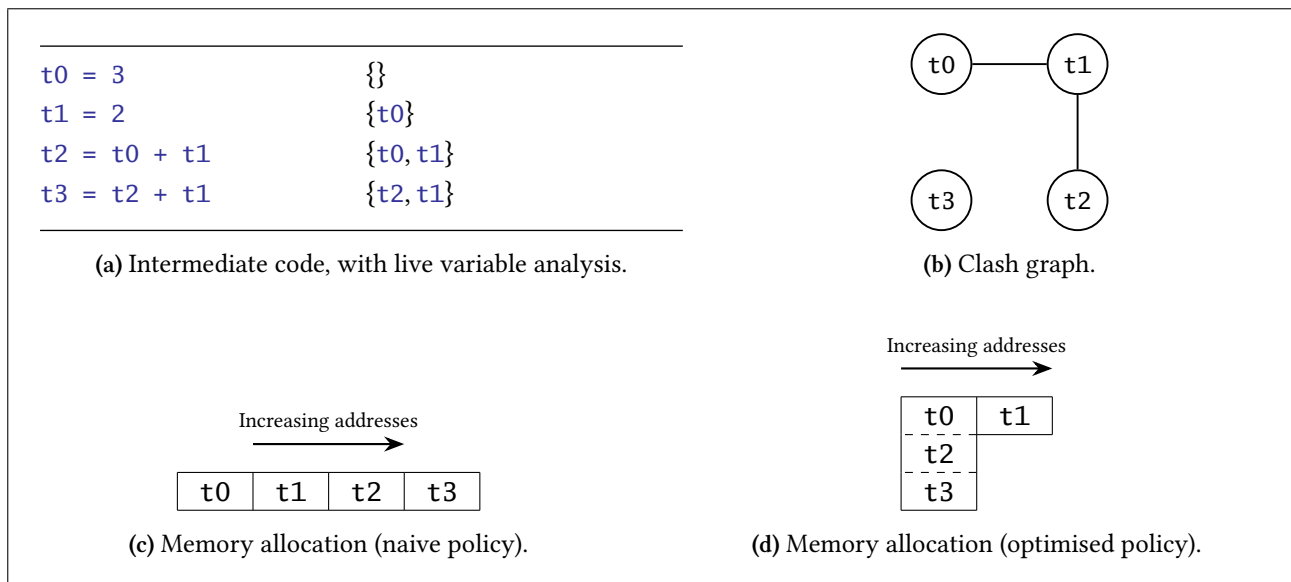 t0 = 3 {}
t1 = 2 {t0}
t2 = t0 + t1 {t0, t1}
t3 = t2 + t1 {t2, t1}
(a) Intermediate code, with live variable analysis.
t0 t1
t3 t2
(b) Clash graph.
Increasing addresses
t0 t1 t2 t3
(c) Memory allocation (naive policy).
Increasing addresses
t0 t1
t2
t3
(d) Memory allocation (optimised policy).